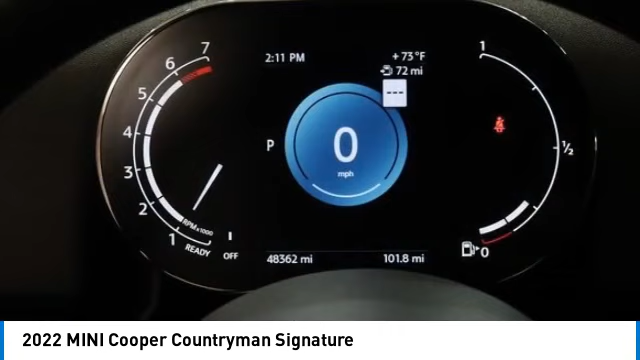 2:11 PM
+73°F
72 mi
---
7
6
5
4
3
2
1
RPMx1000
READY
OFF
P
0
mph
1
1/2
0
48362 mi
101.8 mi
2022 MINI Cooper Countryman Signature